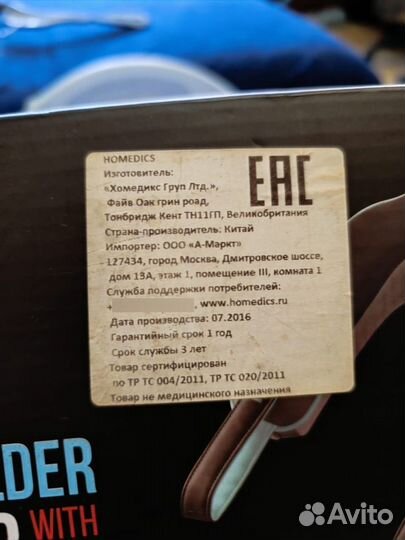 HOMEDICS
Изготовитель:
«Хомедикс Груп Лтд.»,
Файв Оак грин роад,
Тонбридж Кент ТН11ГП, Великобритания
Страна-производитель: Китай
Импортер: ООО «А-Маркт»
127434, город Москва, Дмитровское шоссе,
дом 13А, этаж 1, помещение III, комната 1
Служба поддержки потребителей:
+ , www.homedics.ru
Дата производства: 07.2016
Гарантийный срок 1 год
Срок службы 3 лет
Товар сертифицирован
по ТР ТС 004/2011, ТР ТС 020/2011
Товар не медицинского назначения
EAC
LDER
WITH
Avito